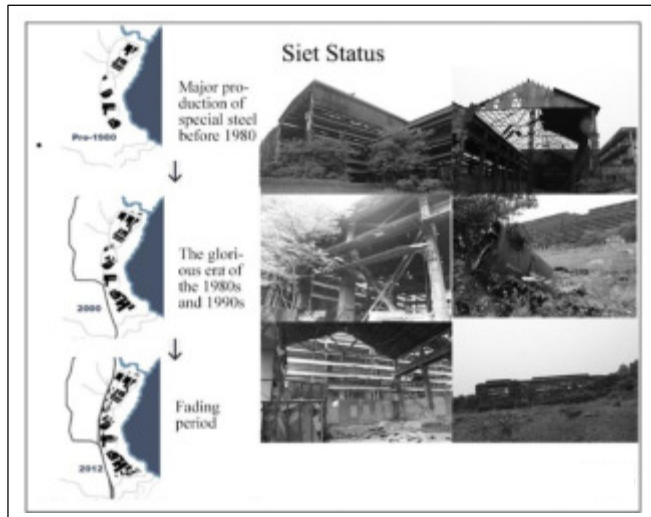 Siet Status
Pro-1980
Major pro-
duction of
special steel
before 1980
2000
The glori-
ous era of
the 1980s
and 1990s
2012
Fading
period